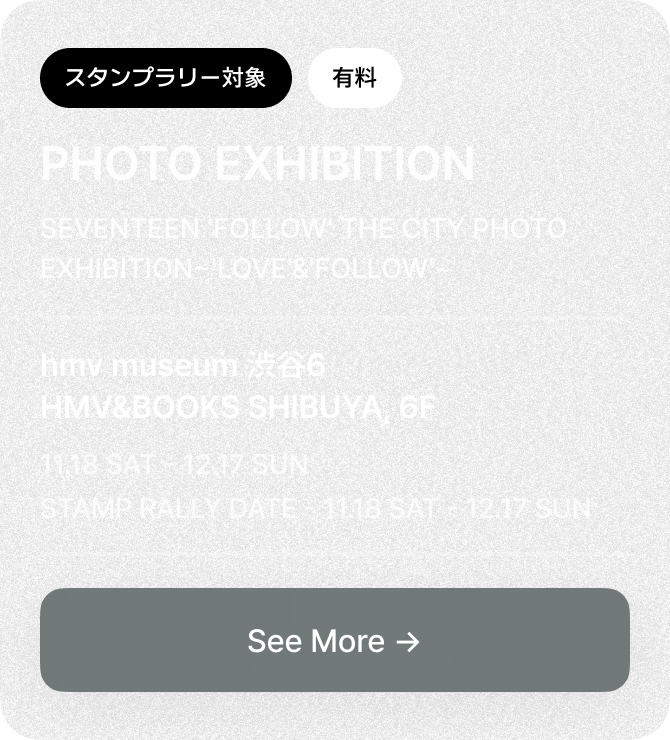 スタンプラリー対象
有料
PHOTO EXHIBITION
SEVENTEEN 'FOLLOW' THE CITY PHOTO
EXHIBITION~'LOVE'&'FOLLOW'~
hmv museum 渋谷6
HMV&BOOKS SHIBUYA, 6F
11.18 SAT - 12.17 SUN
STAMP RALLY DATE - 11.18 SAT - 12.17 SUN
See More →